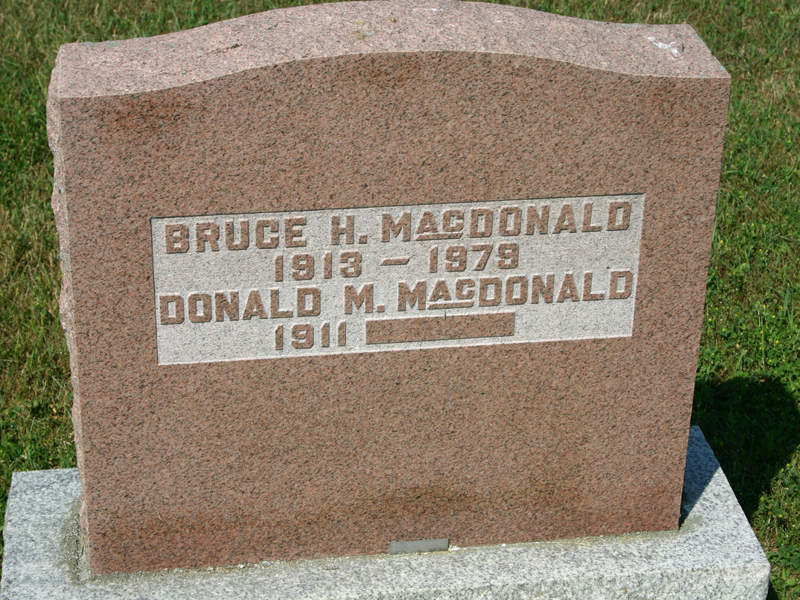 BRUCE H. MACDONALD
1913 — 1979
DONALD M. MACDONALD
1911